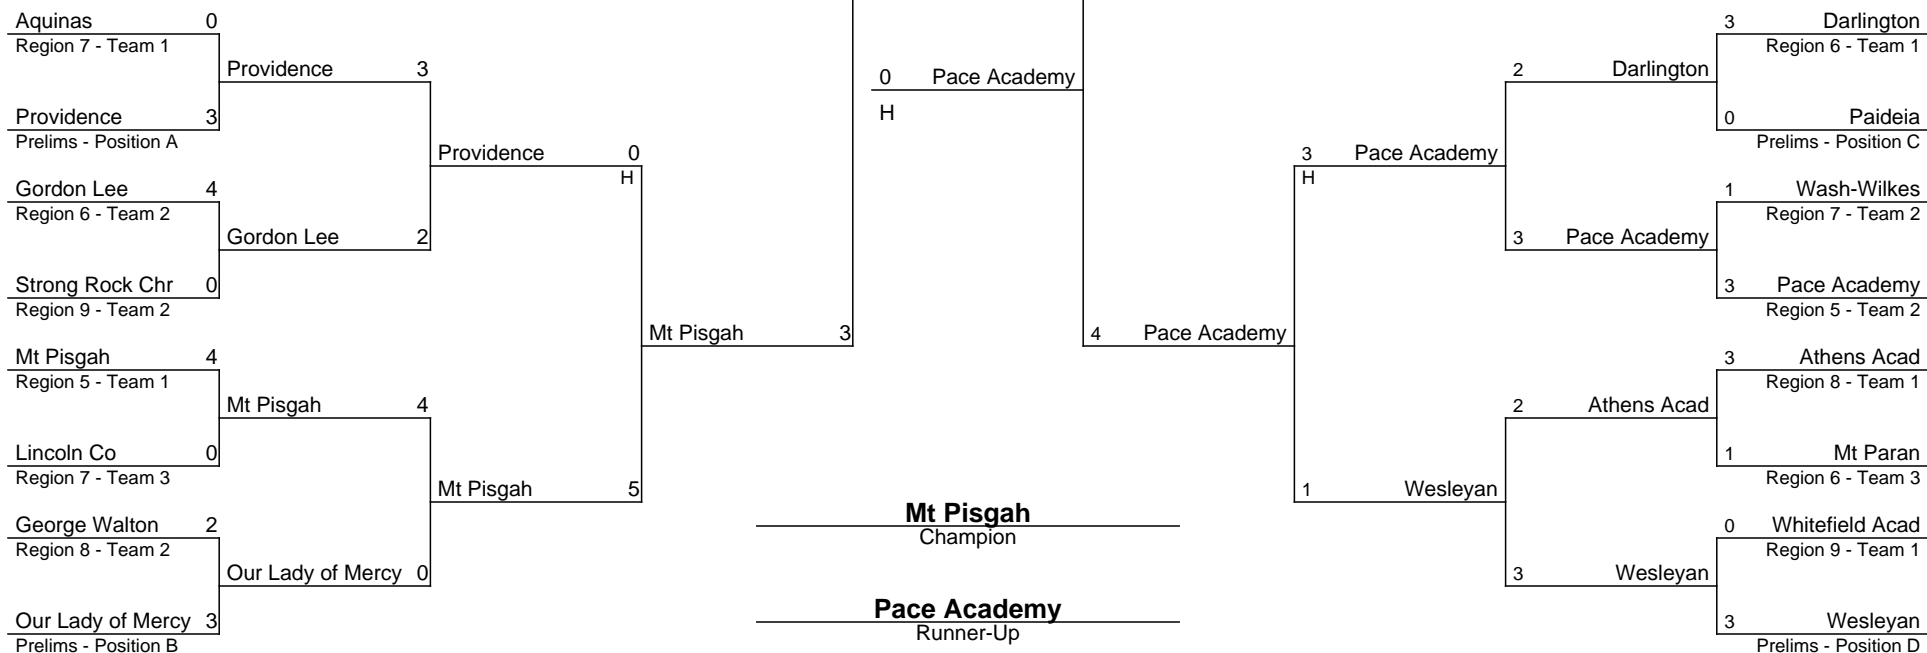 Aquinas 0
Region 7 - Team 1
Providence 3
Providence 3
Prelims - Position A
Providence 0
H
Gordon Lee 4
Region 6 - Team 2
Gordon Lee 2
Strong Rock Chr 0
Region 9 - Team 2
Mt Pisgah 3
Mt Pisgah 4
Region 5 - Team 1
Mt Pisgah 4
Lincoln Co 0
Region 7 - Team 3
Mt Pisgah 5
George Walton 2
Region 8 - Team 2
Our Lady of Mercy 0
Our Lady of Mercy 3
Prelims - Position B
0 Pace Academy
H
4 Pace Academy
Mt Pisgah
Champion
Pace Academy
Runner-Up
3 Darlington
Region 6 - Team 1
2 Darlington
0 Paideia
Prelims - Position C
3 Pace Academy
H
1 Wash-Wilkes
Region 7 - Team 2
3 Pace Academy
3 Pace Academy
Region 5 - Team 2
3 Athens Acad
Region 8 - Team 1
2 Athens Acad
1 Mt Paran
Region 6 - Team 3
1 Wesleyan
0 Whitefield Acad
Region 9 - Team 1
3 Wesleyan
3 Wesleyan
Prelims - Position D